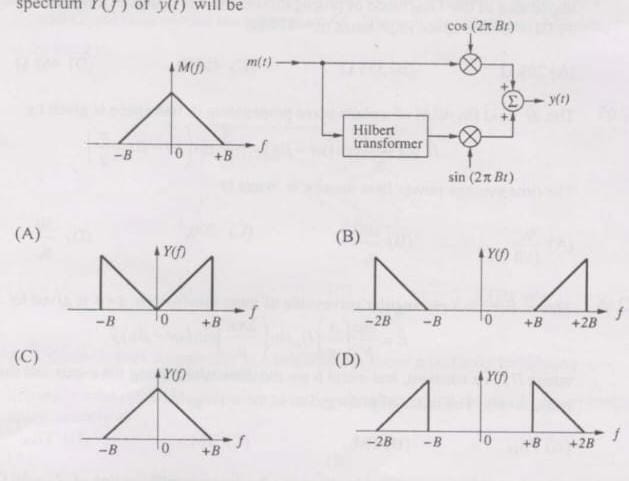 spectrum Y(f) of y(t) will be
cos (2π Bt)
M(f)
m(t)
+
Σ
y(t)
+
Hilbert
transformer
−B
0
+B
f
sin (2π Bt)
(A)
Y(f)
−B
0
+B
f
(B)
Y(f)
−2B
−B
0
+B
+2B
f
(C)
Y(f)
−B
0
+B
f
(D)
Y(f)
−2B
−B
0
+B
+2B
f